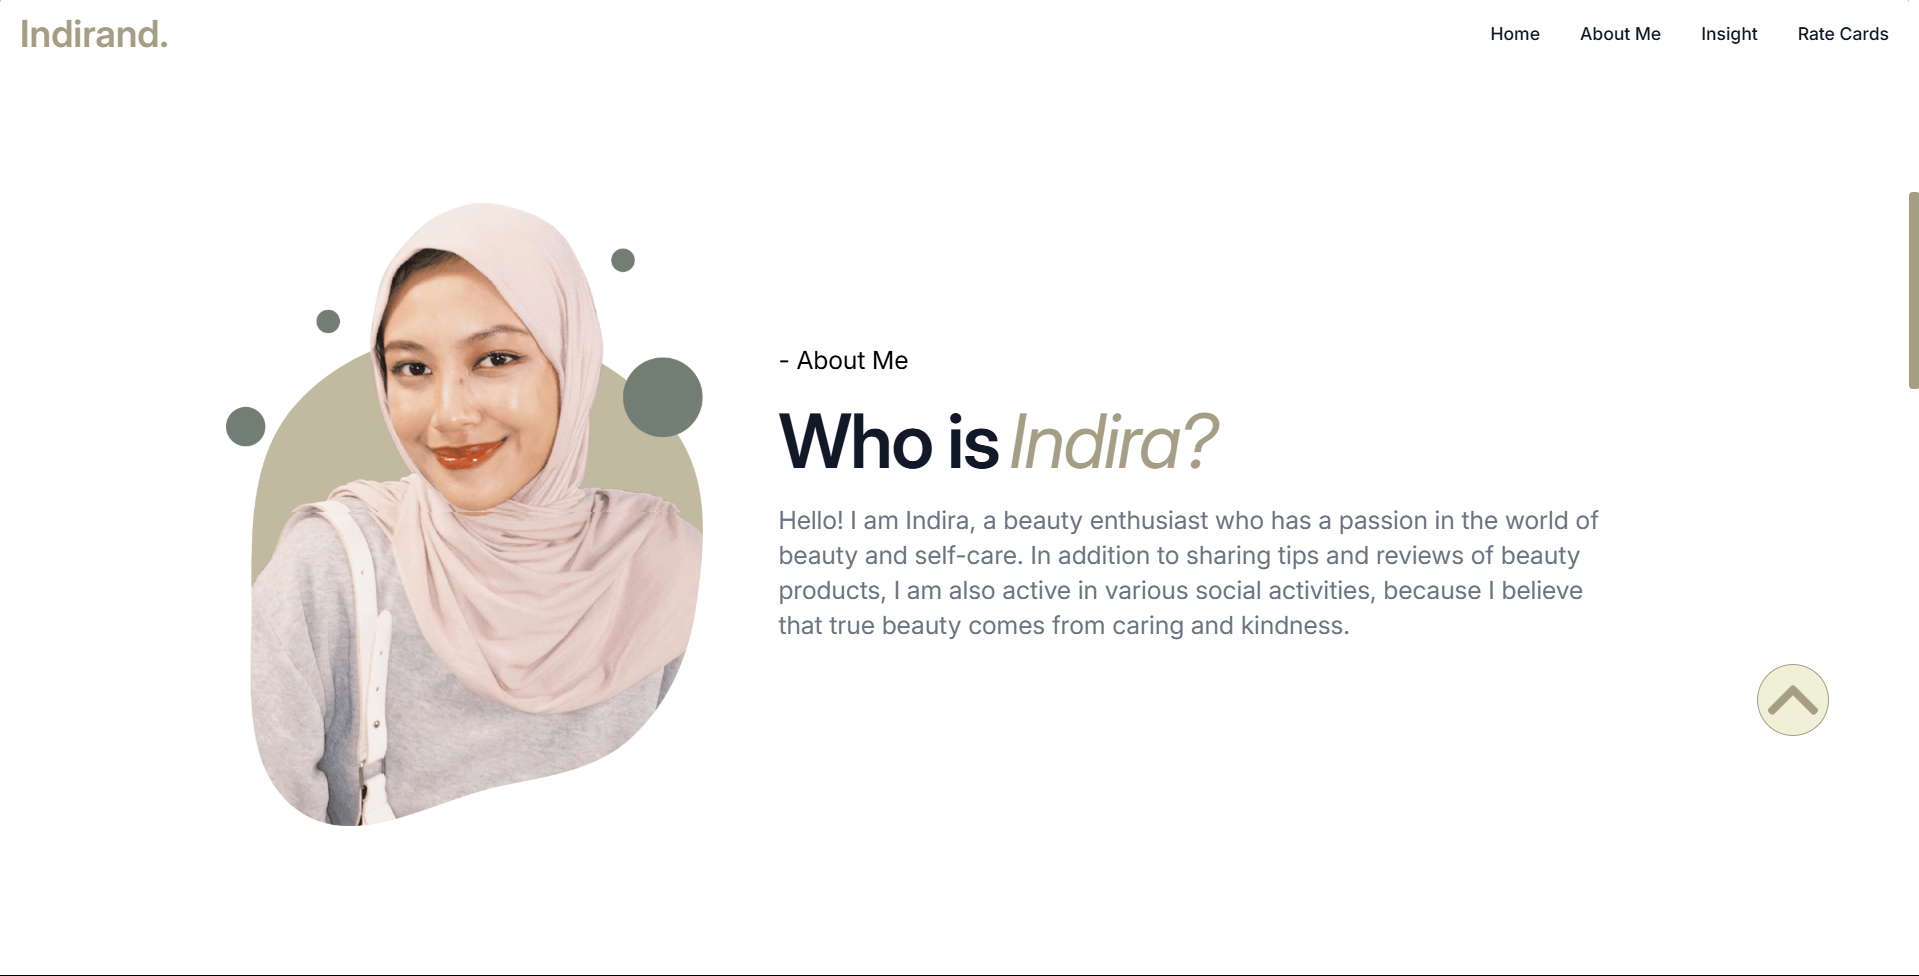 Indirand.
Home About Me Insight Rate Cards
- About Me
Who is Indira?
Hello! I am Indira, a beauty enthusiast who has a passion in the world of
beauty and self-care. In addition to sharing tips and reviews of beauty
products, I am also active in various social activities, because I believe
that true beauty comes from caring and kindness.